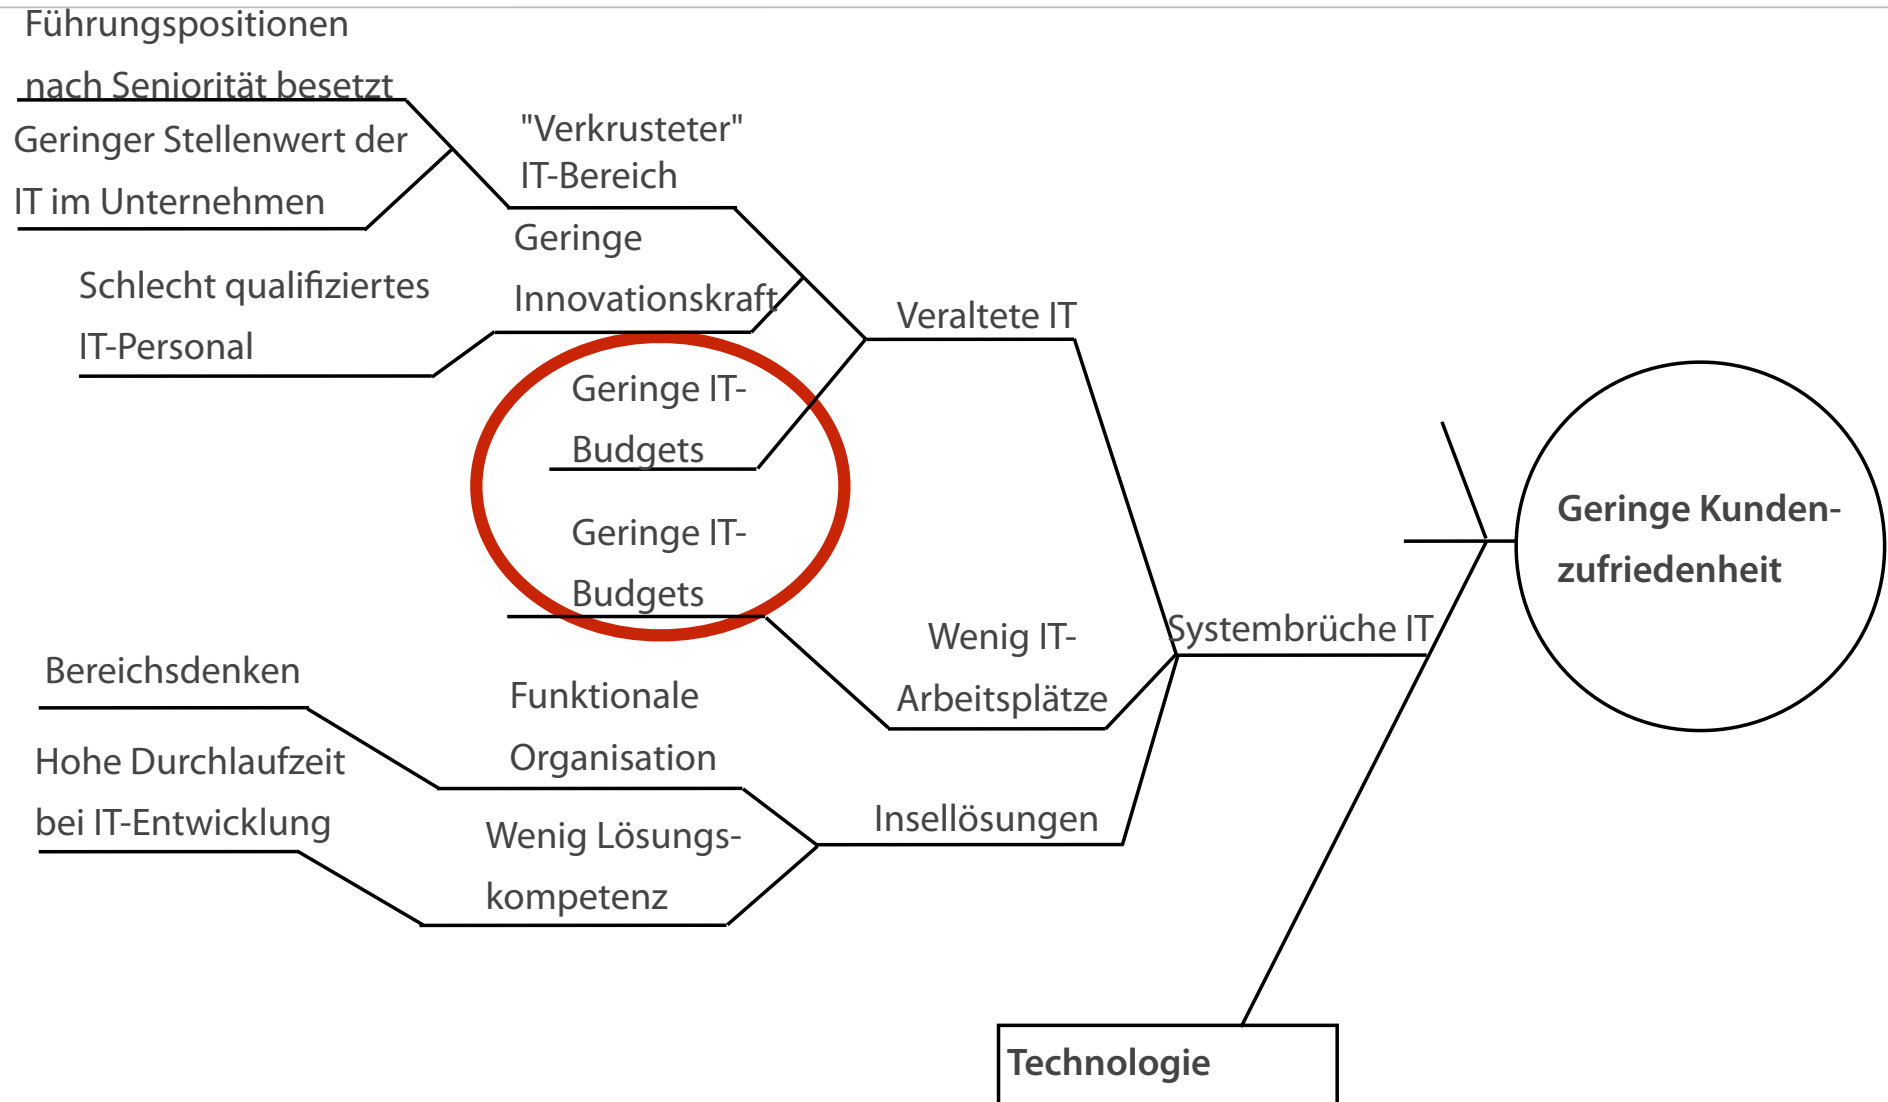 Führungspositionen
nach Seniorität besetzt
Geringer Stellenwert der
IT im Unternehmen
"Verkrusteter"
IT-Bereich
Geringe
Innovationskraft
Schlecht qualifiziertes
IT-Personal
Veraltete IT
Geringe IT-
Budgets
Geringe IT-
Budgets
Geringe Kunden-
zufriedenheit
Systembrüche IT
Wenig IT-
Arbeitsplätze
Bereichsdenken
Funktionale
Organisation
Hohe Durchlaufzeit
bei IT-Entwicklung
Insellösungen
Wenig Lösungs-
kompetenz
Technologie